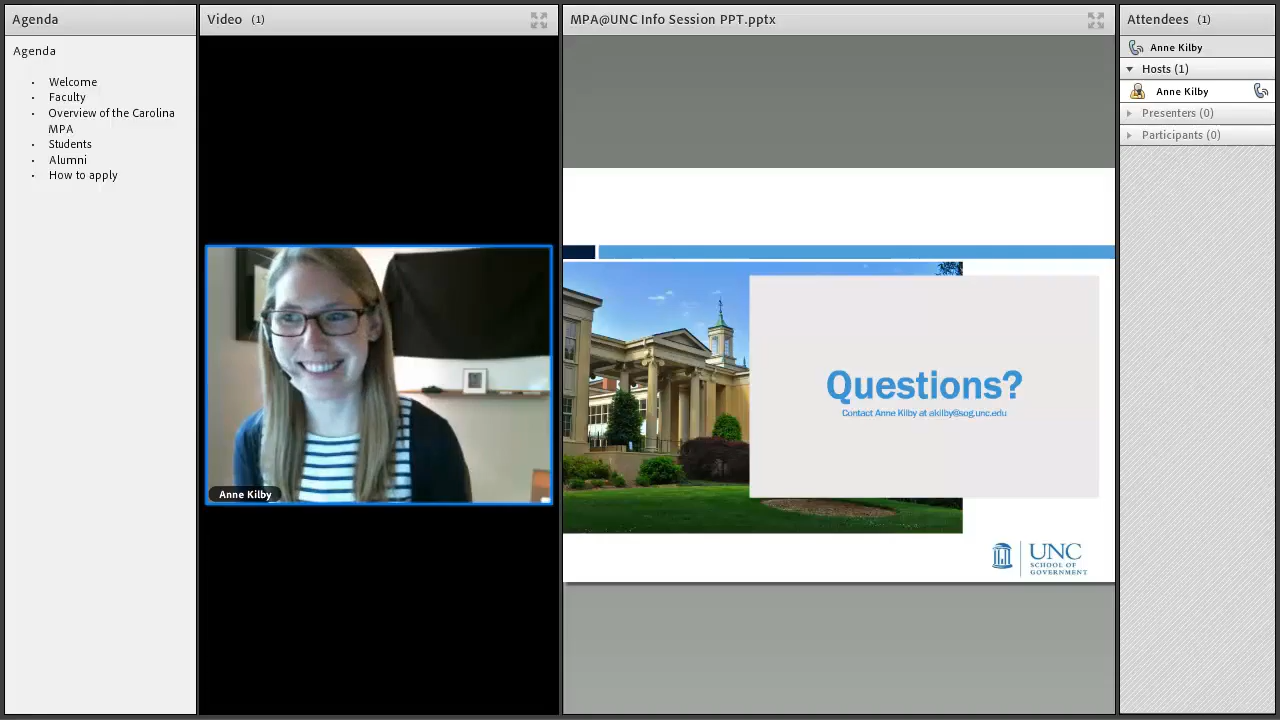 Agenda
Agenda
Welcome
Faculty
Overview of the Carolina
MPA
Students
Alumni
How to apply
Video (1)
Anne Kilby
MPA@UNC Info Session PPT.pptx
Questions?
Contact Anne Kilby at akilby@sog.unc.edu
UNC
SCHOOL OF
GOVERNMENT
Attendees (1)
Anne Kilby
Hosts (1)
Anne Kilby
Presenters (0)
Participants (0)